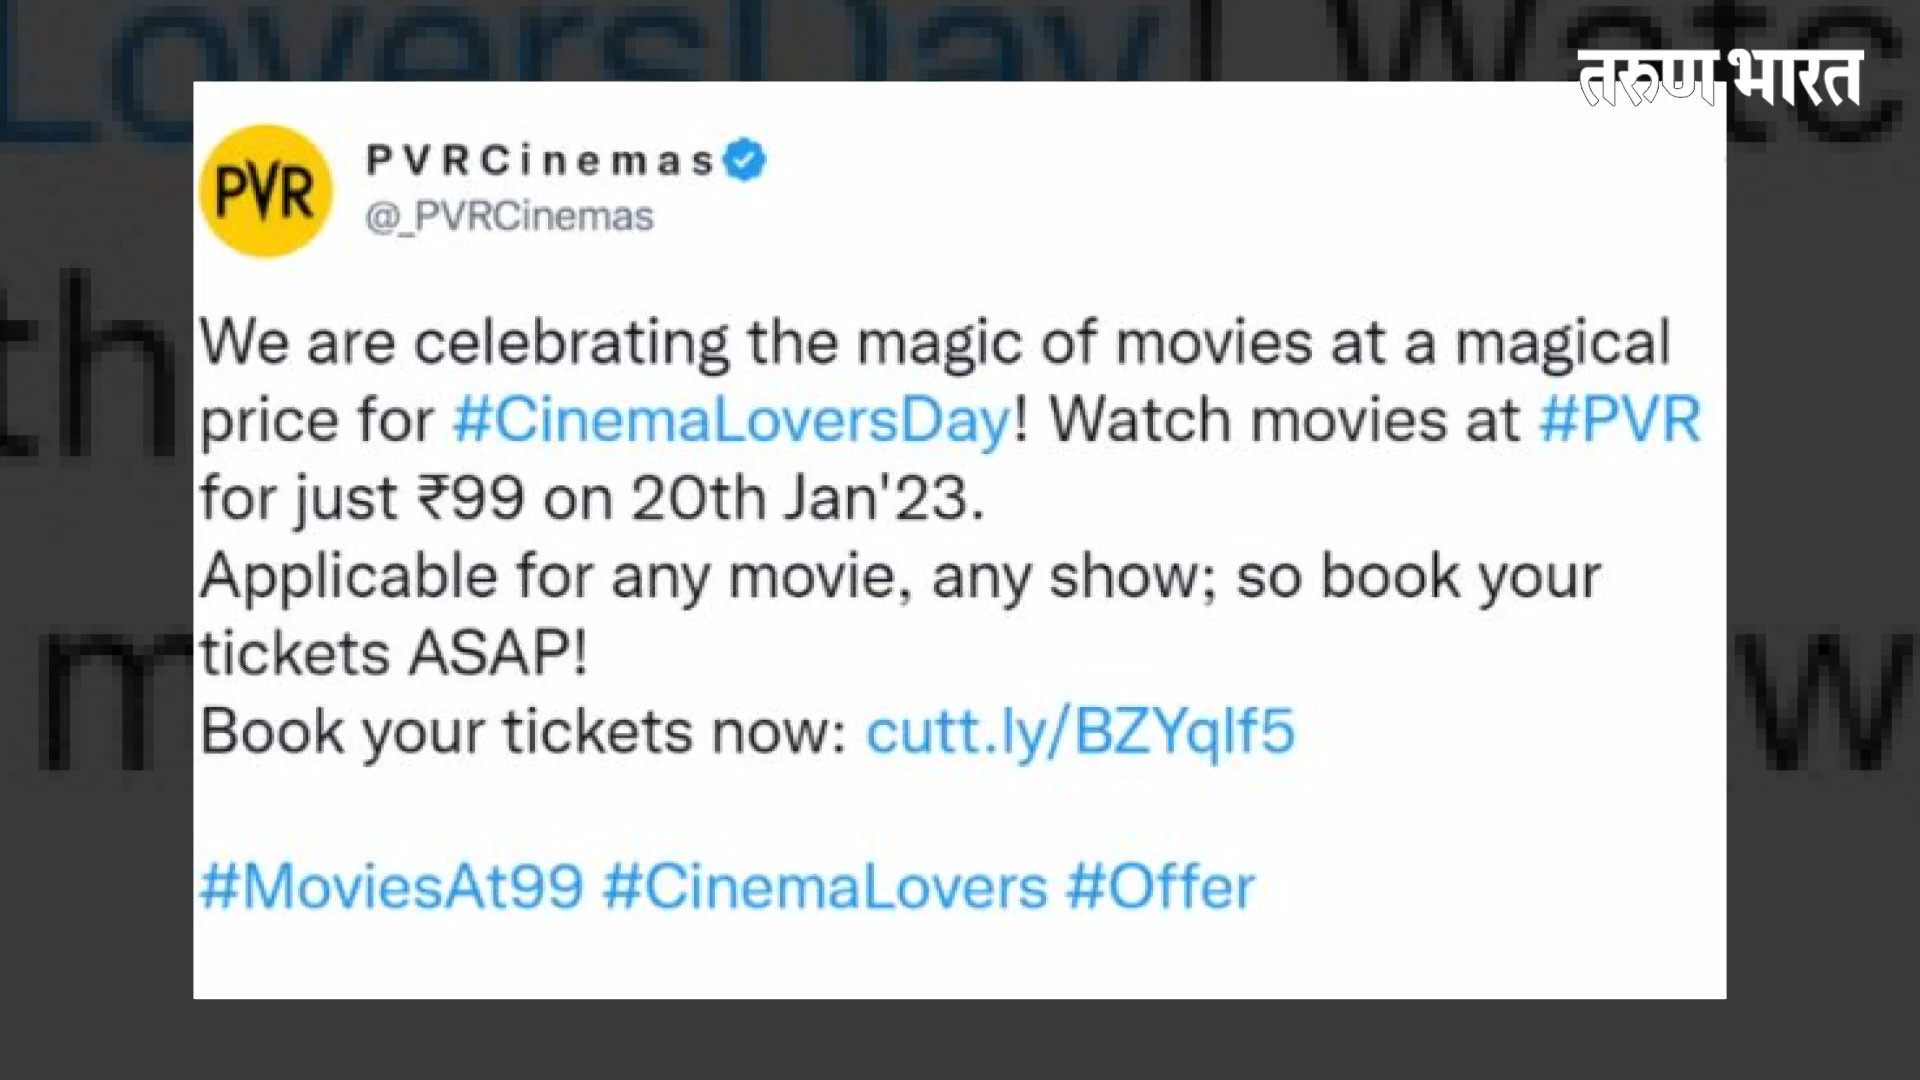 तरुण भारत
PVR
PVRCinemas
@_PVRCinemas
We are celebrating the magic of movies at a magical
price for #CinemaLoversDay! Watch movies at #PVR
for just ₹99 on 20th Jan'23.
Applicable for any movie, any show; so book your
tickets ASAP!
Book your tickets now: cutt.ly/BZYqlf5
#MoviesAt99 #CinemaLovers #Offer